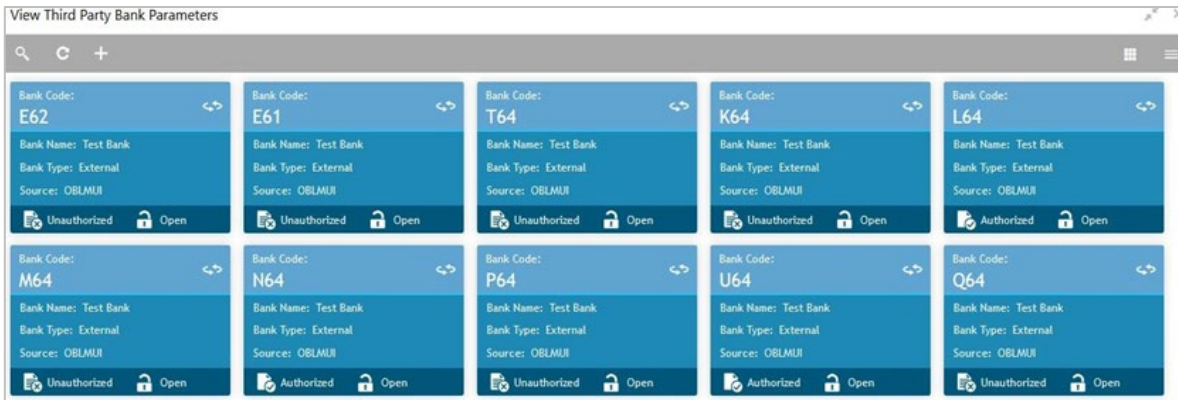 View Third Party Bank Parameters
Bank Code:
E62
Bank Name: Test Bank
Bank Type: External
Source: OBLMUI
Unauthorized Open
Bank Code:
E61
Bank Name: Test Bank
Bank Type: External
Source: OBLMUI
Unauthorized Open
Bank Code:
T64
Bank Name: Test Bank
Bank Type: External
Source: OBLMUI
Unauthorized Open
Bank Code:
K64
Bank Name: Test Bank
Bank Type: External
Source: OBLMUI
Unauthorized Open
Bank Code:
L64
Bank Name: Test Bank
Bank Type: External
Source: OBLMUI
Authorized Open
Bank Code:
M64
Bank Name: Test Bank
Bank Type: External
Source: OBLMUI
Unauthorized Open
Bank Code:
N64
Bank Name: Test Bank
Bank Type: External
Source: OBLMUI
Authorized Open
Bank Code:
P64
Bank Name: Test Bank
Bank Type: External
Source: OBLMUI
Unauthorized Open
Bank Code:
U64
Bank Name: Test Bank
Bank Type: External
Source: OBLMUI
Authorized Open
Bank Code:
Q64
Bank Name: Test Bank
Bank Type: External
Source: OBLMUI
Unauthorized Open